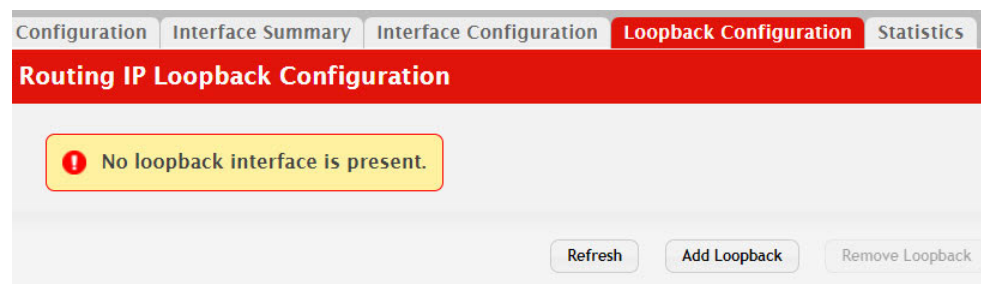 Configuration Interface Summary Interface Configuration Loopback Configuration Statistics
Routing IP Loopback Configuration
No loopback interface is present.
Refresh Add Loopback Remove Loopback